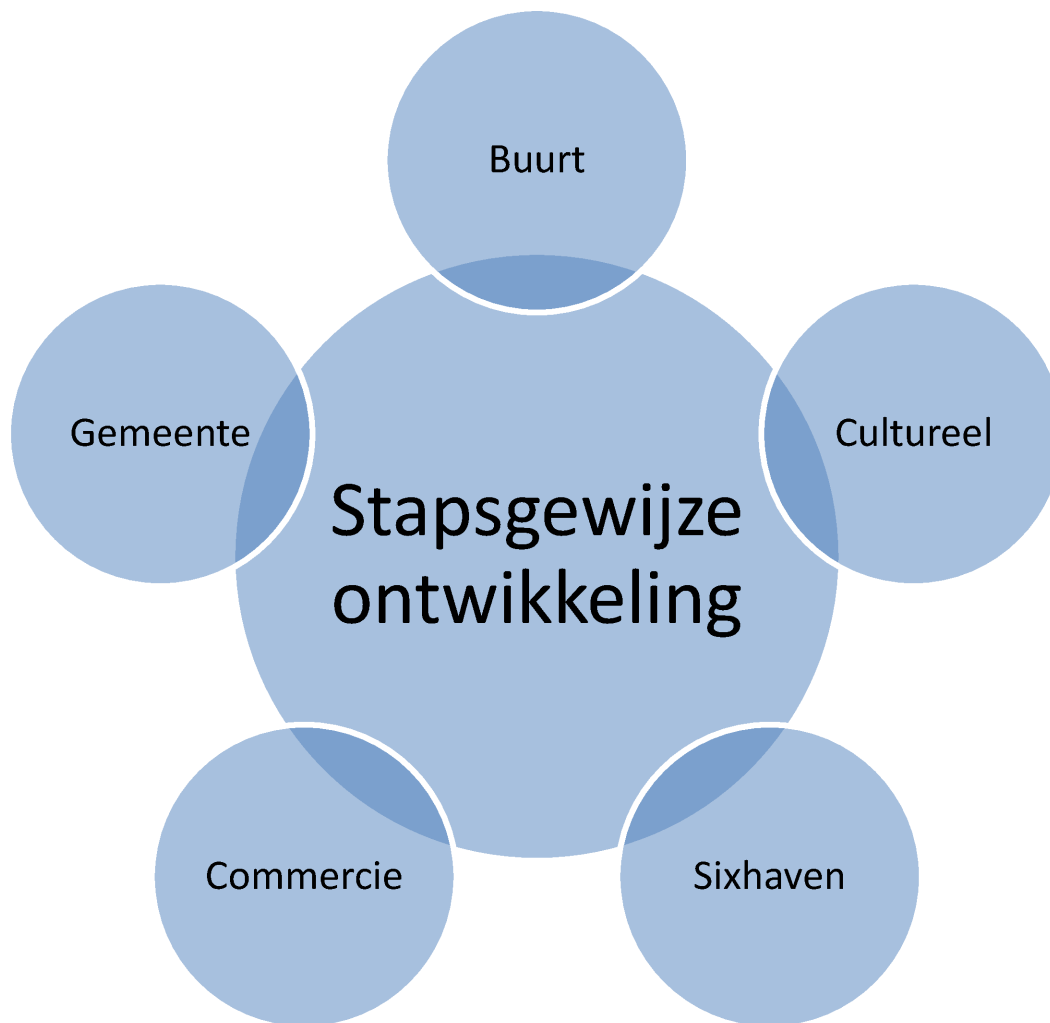 Buurt
Gemeente
Cultureel
Stapsgewijze
ontwikkeling
Commercie
Sixhaven